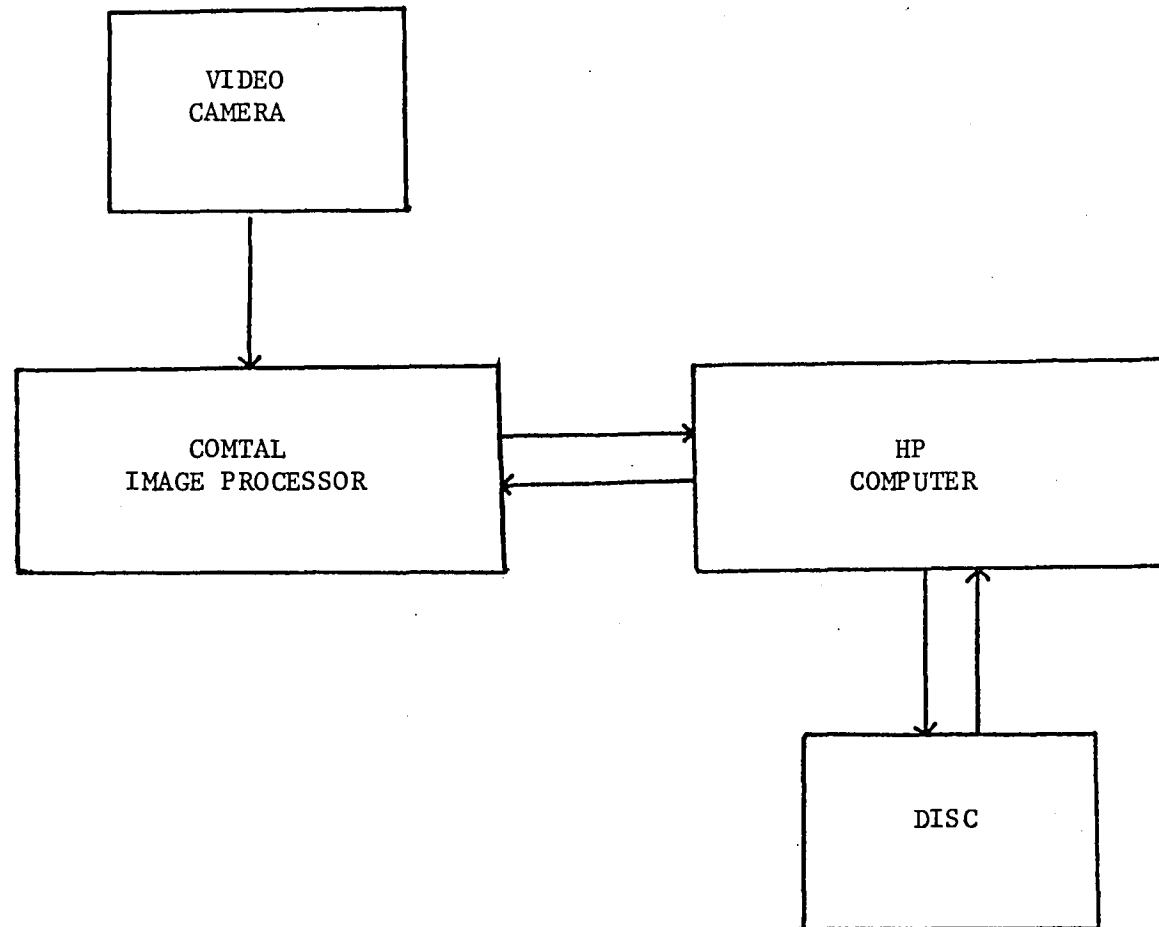 VIDEO
CAMERA
COMTAL
IMAGE PROCESSOR
HP
COMPUTER
DISC